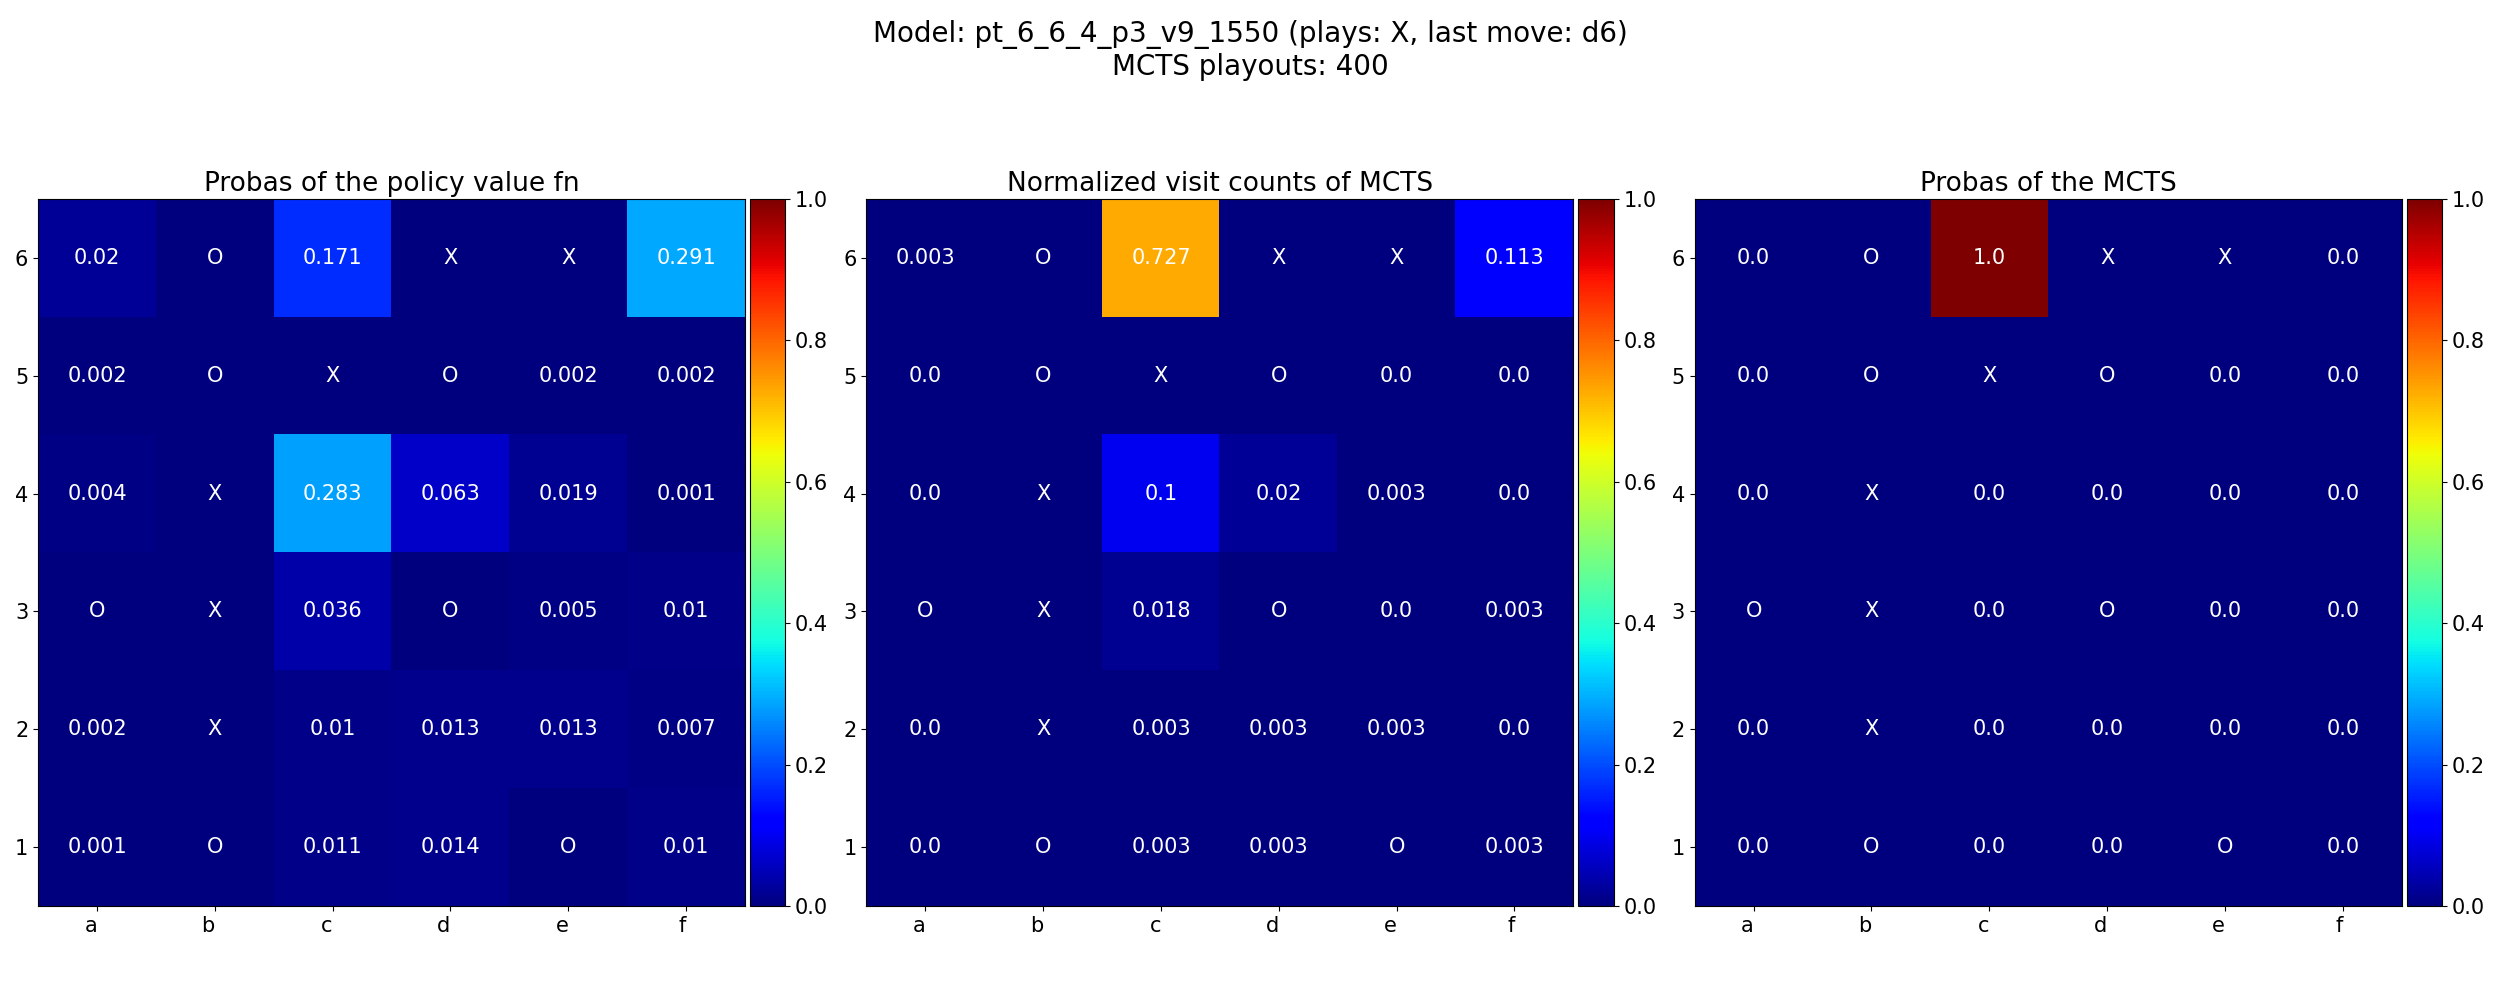 Model: pt_6_6_4_p3_v9_1550 (plays: X, last move: d6)
MCTS playouts: 400
Probas of the policy value fn
6 0.02 O 0.171 X X 0.291
5 0.002 O X O 0.002 0.002
4 0.004 X 0.283 0.063 0.019 0.001
3 O X 0.036 O 0.005 0.01
2 0.002 X 0.01 0.013 0.013 0.007
1 0.001 O 0.011 0.014 O 0.01
a b c d e f
1.0
0.8
0.6
0.4
0.2
0.0
Normalized visit counts of MCTS
6 0.003 O 0.727 X X 0.113
5 0.0 O X O 0.0 0.0
4 0.0 X 0.1 0.02 0.003 0.0
3 O X 0.018 O 0.0 0.003
2 0.0 X 0.003 0.003 0.003 0.0
1 0.0 O 0.003 0.003 O 0.003
a b c d e f
1.0
0.8
0.6
0.4
0.2
0.0
Probas of the MCTS
6 0.0 O 1.0 X X 0.0
5 0.0 O X O 0.0 0.0
4 0.0 X 0.0 0.0 0.0 0.0
3 O X 0.0 O 0.0 0.0
2 0.0 X 0.0 0.0 0.0 0.0
1 0.0 O 0.0 0.0 O 0.0
a b c d e f
1.0
0.8
0.6
0.4
0.2
0.0